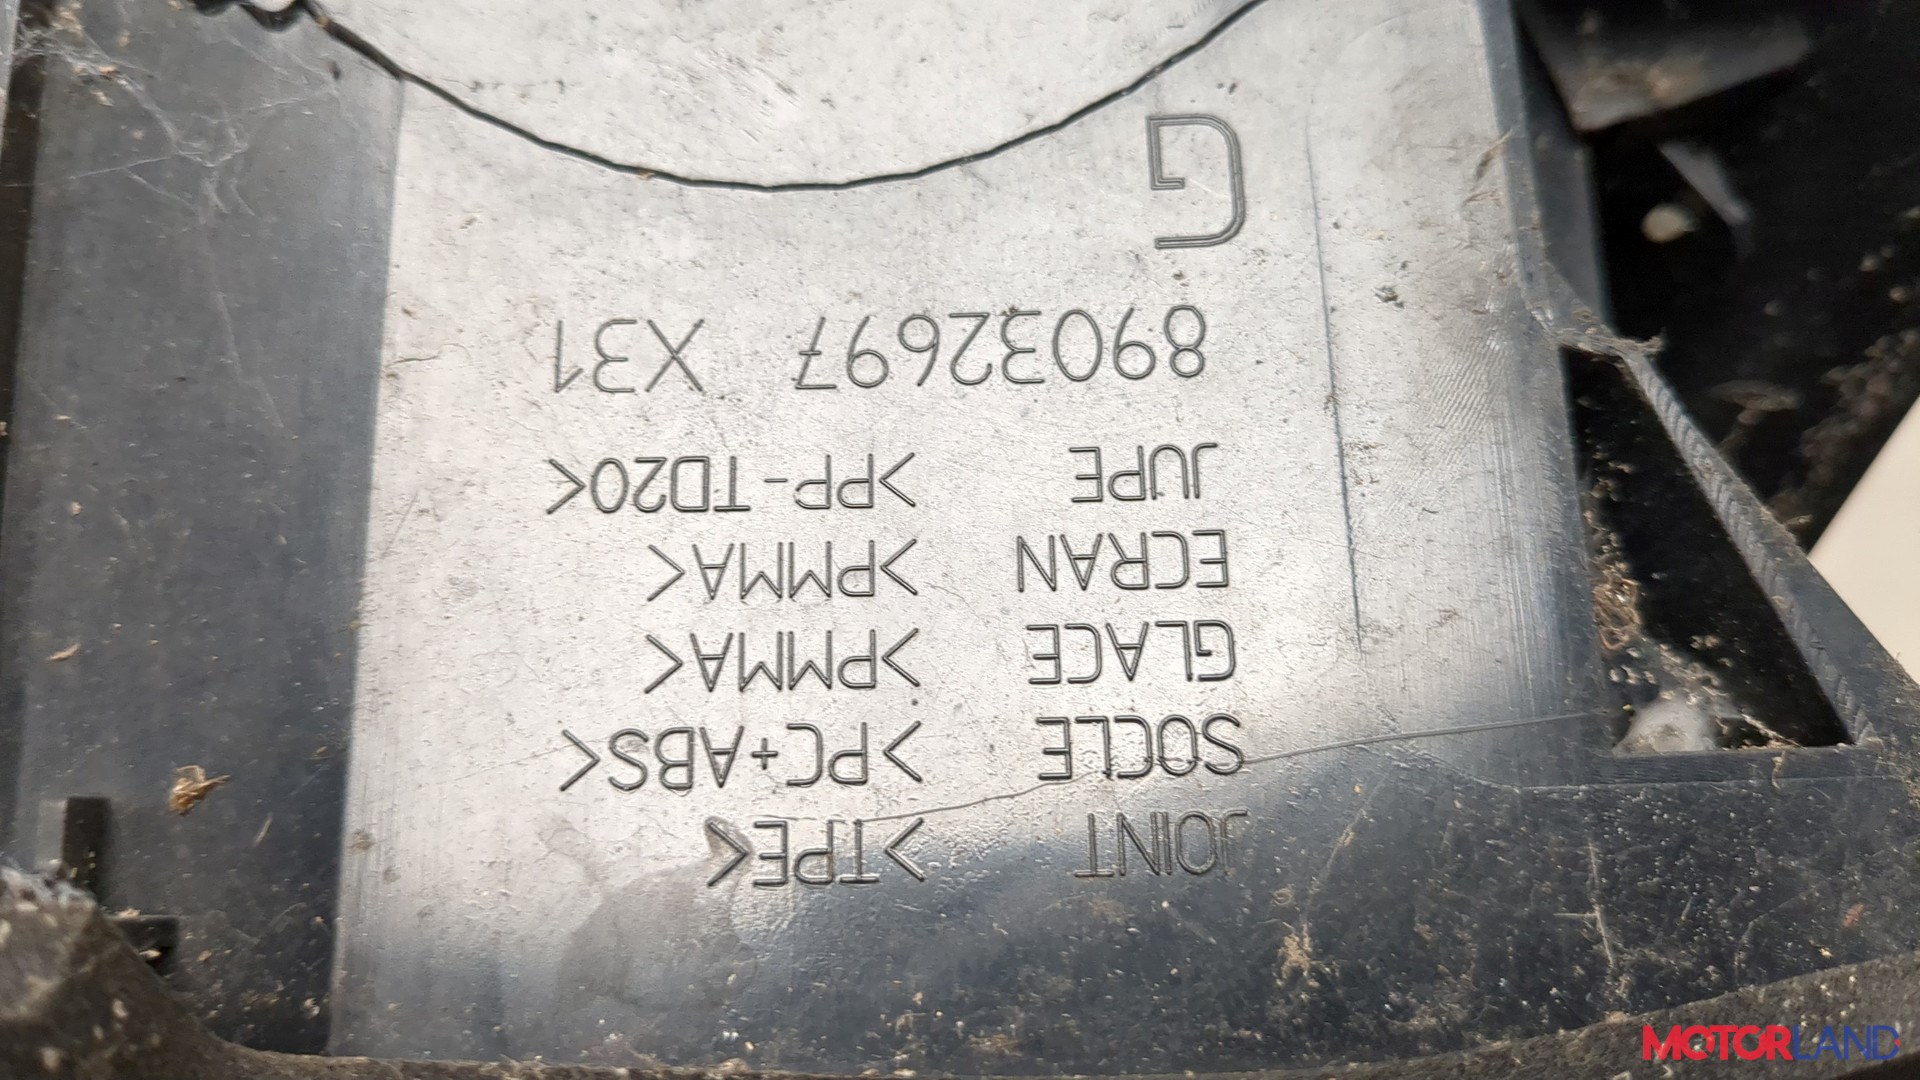 JOINT >TPE<
SOCLE >PC+ABS<
GLACE >PMMA<
ECRAN >PMMA<
JUPE >PP-TD20<
89032697 X31
G
MOTORLAND